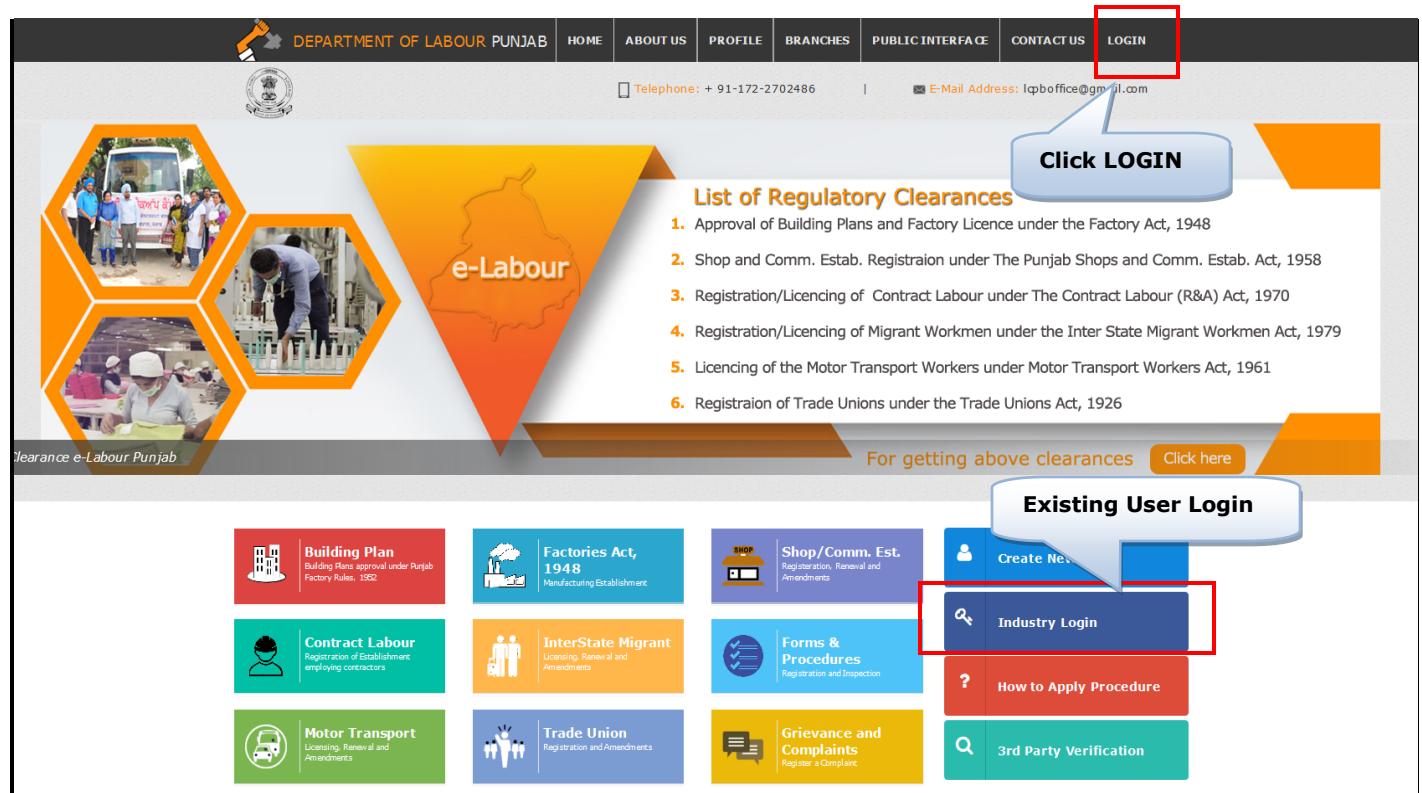 DEPARTMENT OF LABOUR PUNJAB HOME ABOUT US PROFILE BRANCHES PUBLIC INTERFACE CONTACT US LOGIN
Telephone: + 91-172-2702486 | E-Mail Address: lcpboffice@gmail.com
Click LOGIN
List of Regulatory Clearances
1. Approval of Building Plans and Factory Licence under the Factory Act, 1948
2. Shop and Comm. Estab. Registraion under The Punjab Shops and Comm. Estab. Act, 1958
e-Labour
3. Registration/Licencing of Contract Labour under The Contract Labour (R&A) Act, 1970
4. Registration/Licencing of Migrant Workmen under the Inter State Migrant Workmen Act, 1979
5. Licencing of the Motor Transport Workers under Motor Transport Workers Act, 1961
6. Registraion of Trade Unions under the Trade Unions Act, 1926
Clearance e-Labour Punjab
For getting above clearances Click here
Existing User Login
Building Plan
Building Plans approval under Punjab
Factory Rules, 1952
Factories Act,
1948
Manufacturing Establishment
SHOP
Shop/Comm. Est.
Registeration, Renewal and
Amendments
Create
Contract Labour
Registration of Establishment
employing contractors
InterState Migrant
Licensing, Renewal and
Amendments
Forms &
Procedures
Registration and Inspection
Industry Login
? How to Apply Procedure
Motor Transport
Licensing, Renewal and
Amendments
Trade Union
Registration and Amendments
Grievance and
Complaints
Register a Complaint
3rd Party Verification